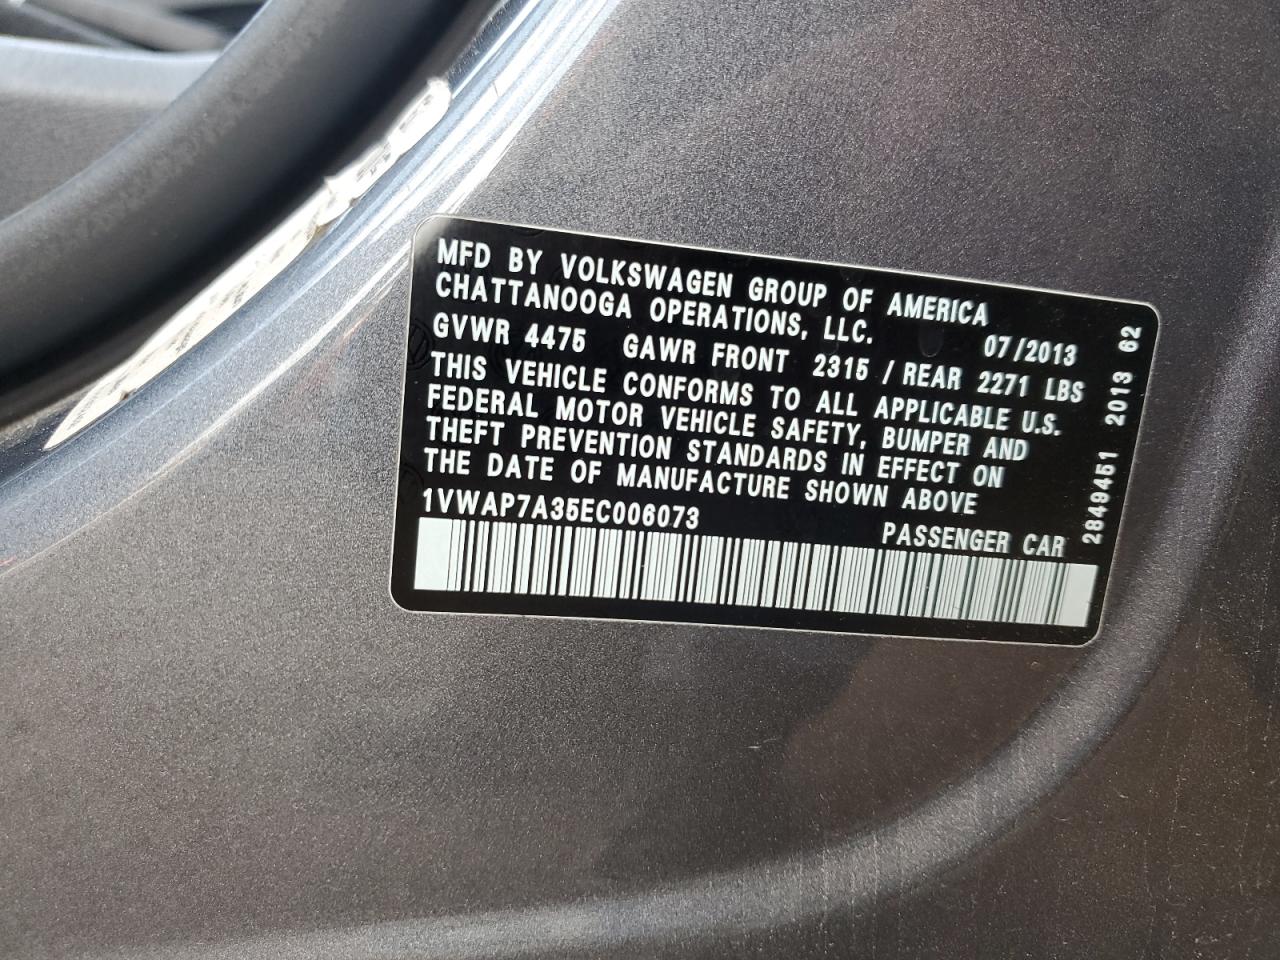 MFD BY VOLKSWAGEN GROUP OF AMERICA
CHATTANOOGA OPERATIONS, LLC.
07/2013
GVWR 4475 GAWR FRONT 2315 / REAR 2271 LBS
THIS VEHICLE CONFORMS TO ALL APPLICABLE U.S.
FEDERAL MOTOR VEHICLE SAFETY, BUMPER AND
THEFT PREVENTION STANDARDS IN EFFECT ON
THE DATE OF MANUFACTURE SHOWN ABOVE
1VWAP7A35EC006073
PASSENGER CAR
2849451 2013 62